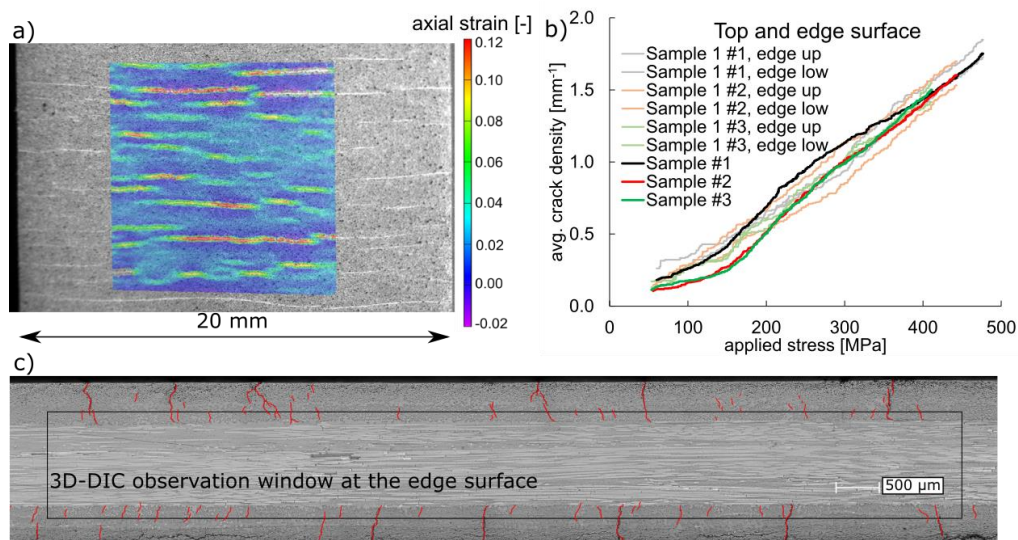 a)
axial strain [-]
0.12
0.10
0.08
0.06
0.04
0.02
0.00
-0.02
20 mm
b)
Top and edge surface
Sample 1 #1, edge up
Sample 1 #1, edge low
Sample 1 #2, edge up
Sample 1 #2, edge low
Sample 1 #3, edge up
Sample 1 #3, edge low
Sample #1
Sample #2
Sample #3
avg. crack density [mm⁻¹]
2.0
1.5
1.0
0.5
0.0
0
100
200
300
400
500
applied stress [MPa]
c)
3D-DIC observation window at the edge surface
500 µm